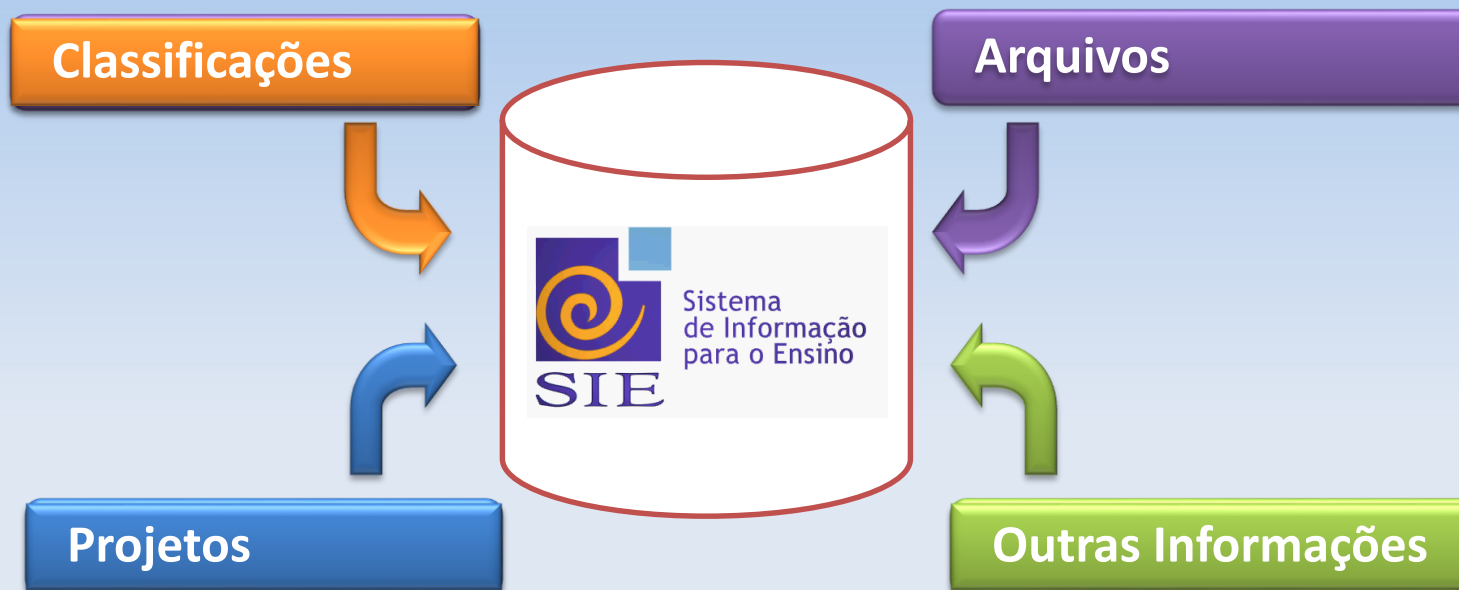 Classificações
Arquivos
Sistema
de Informação
para o Ensino
SIE
Projetos
Outras Informações